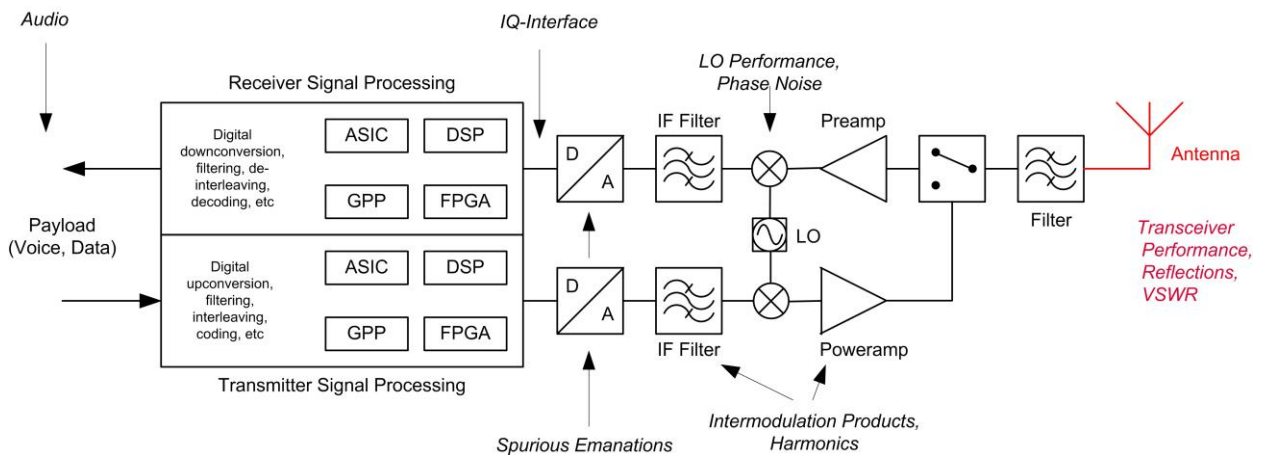 Audio
IQ-Interface
LO Performance,
Phase Noise
Receiver Signal Processing
Digital
downconversion,
filtering, de-
interleaving,
decoding, etc
ASIC
DSP
GPP
FPGA
D
A
IF Filter
Preamp
Antenna
Filter
Payload
(Voice, Data)
LO
Transceiver
Performance,
Reflections,
VSWR
Digital
upconversion,
filtering,
interleaving,
coding, etc
ASIC
DSP
GPP
FPGA
D
A
IF Filter
Poweramp
Transmitter Signal Processing
Spurious Emanations
Intermodulation Products,
Harmonics